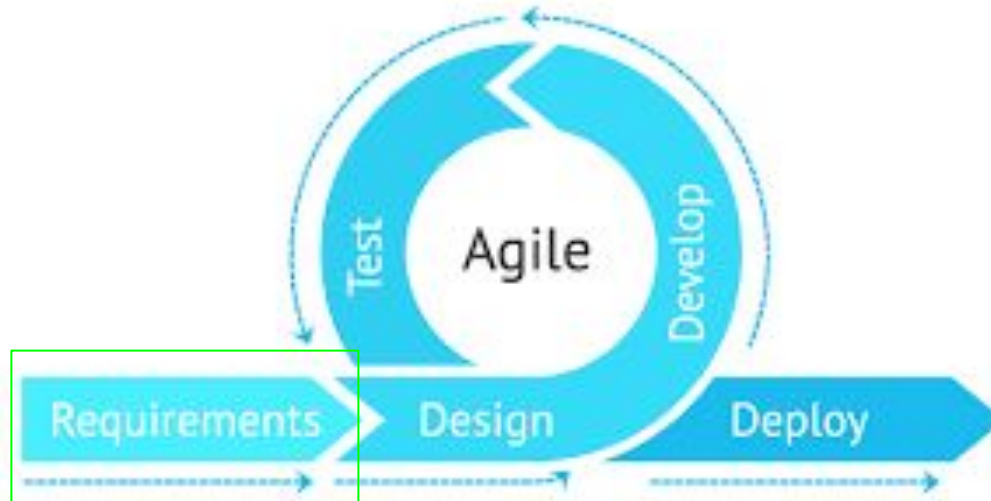 Agile
Test
Develop
Requirements
Design
Deploy